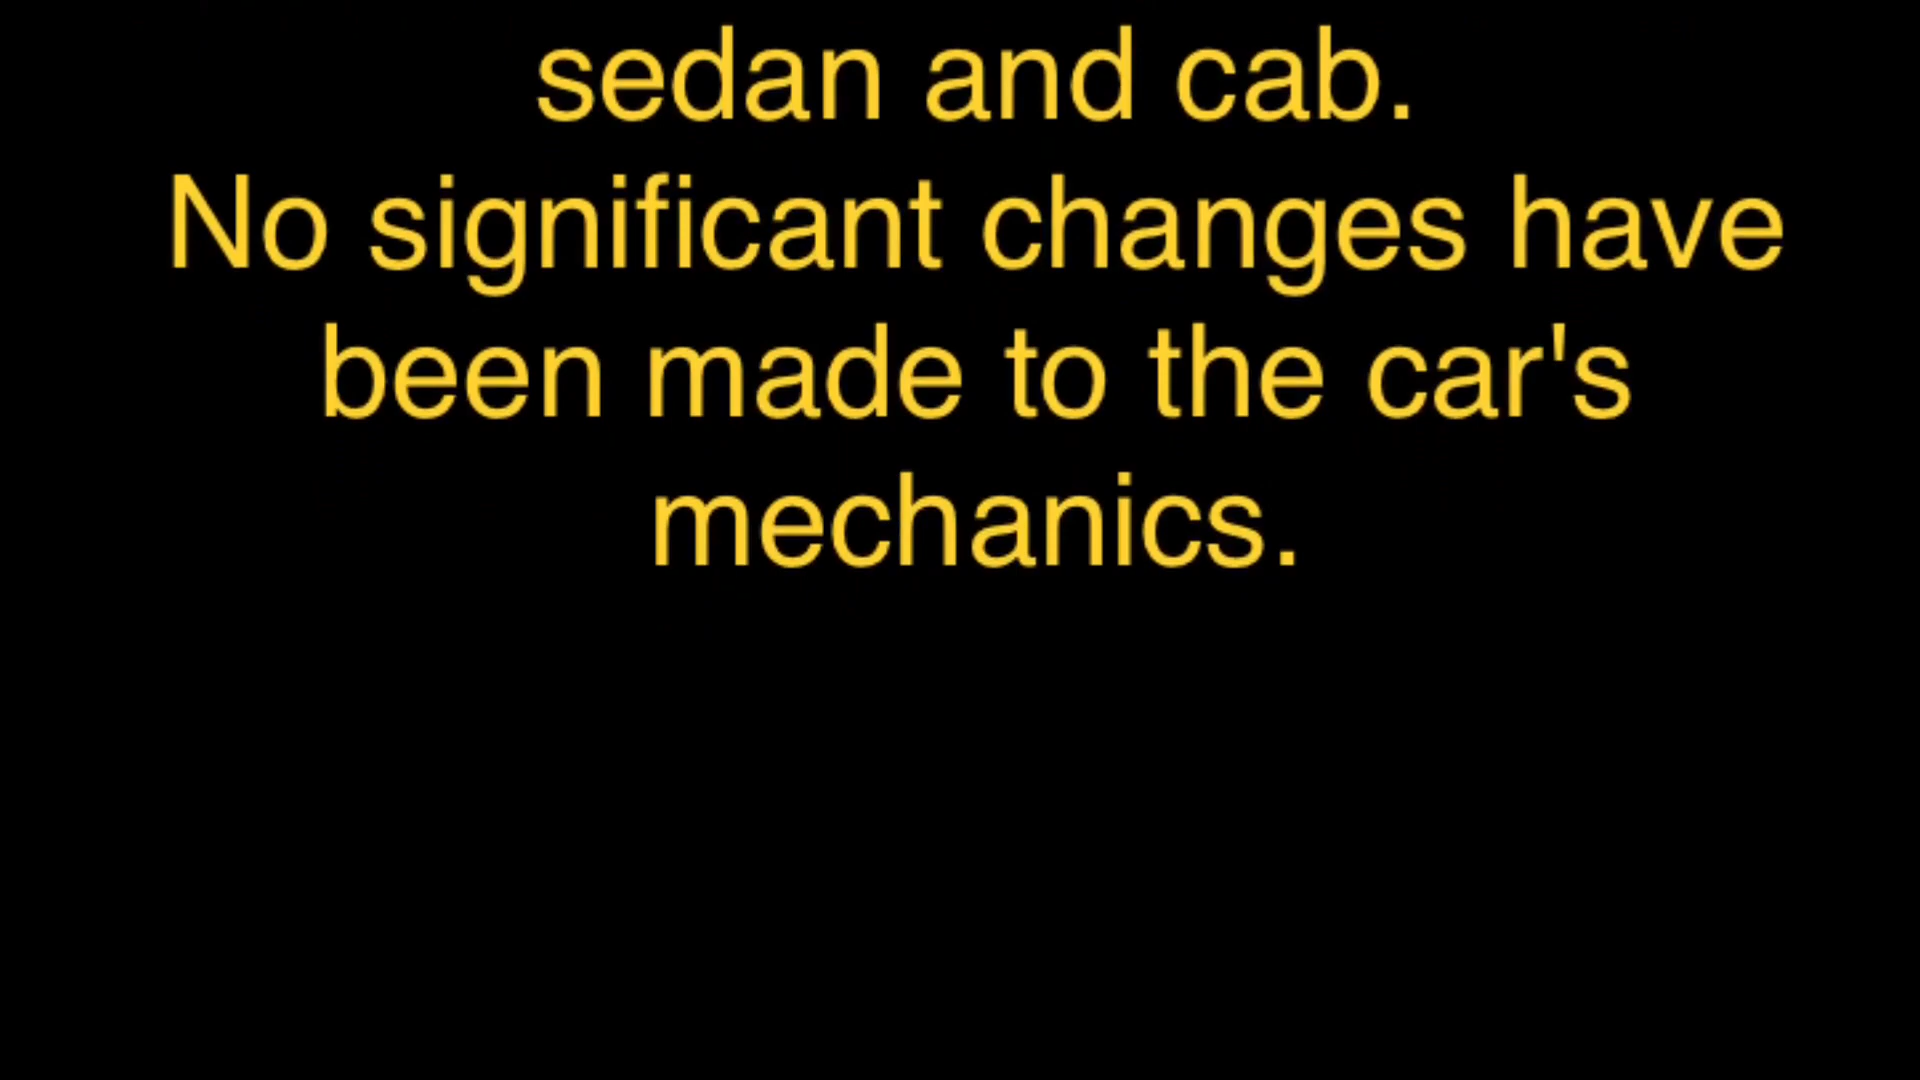 sedan and cab.
No significant changes have
been made to the car's
mechanics.